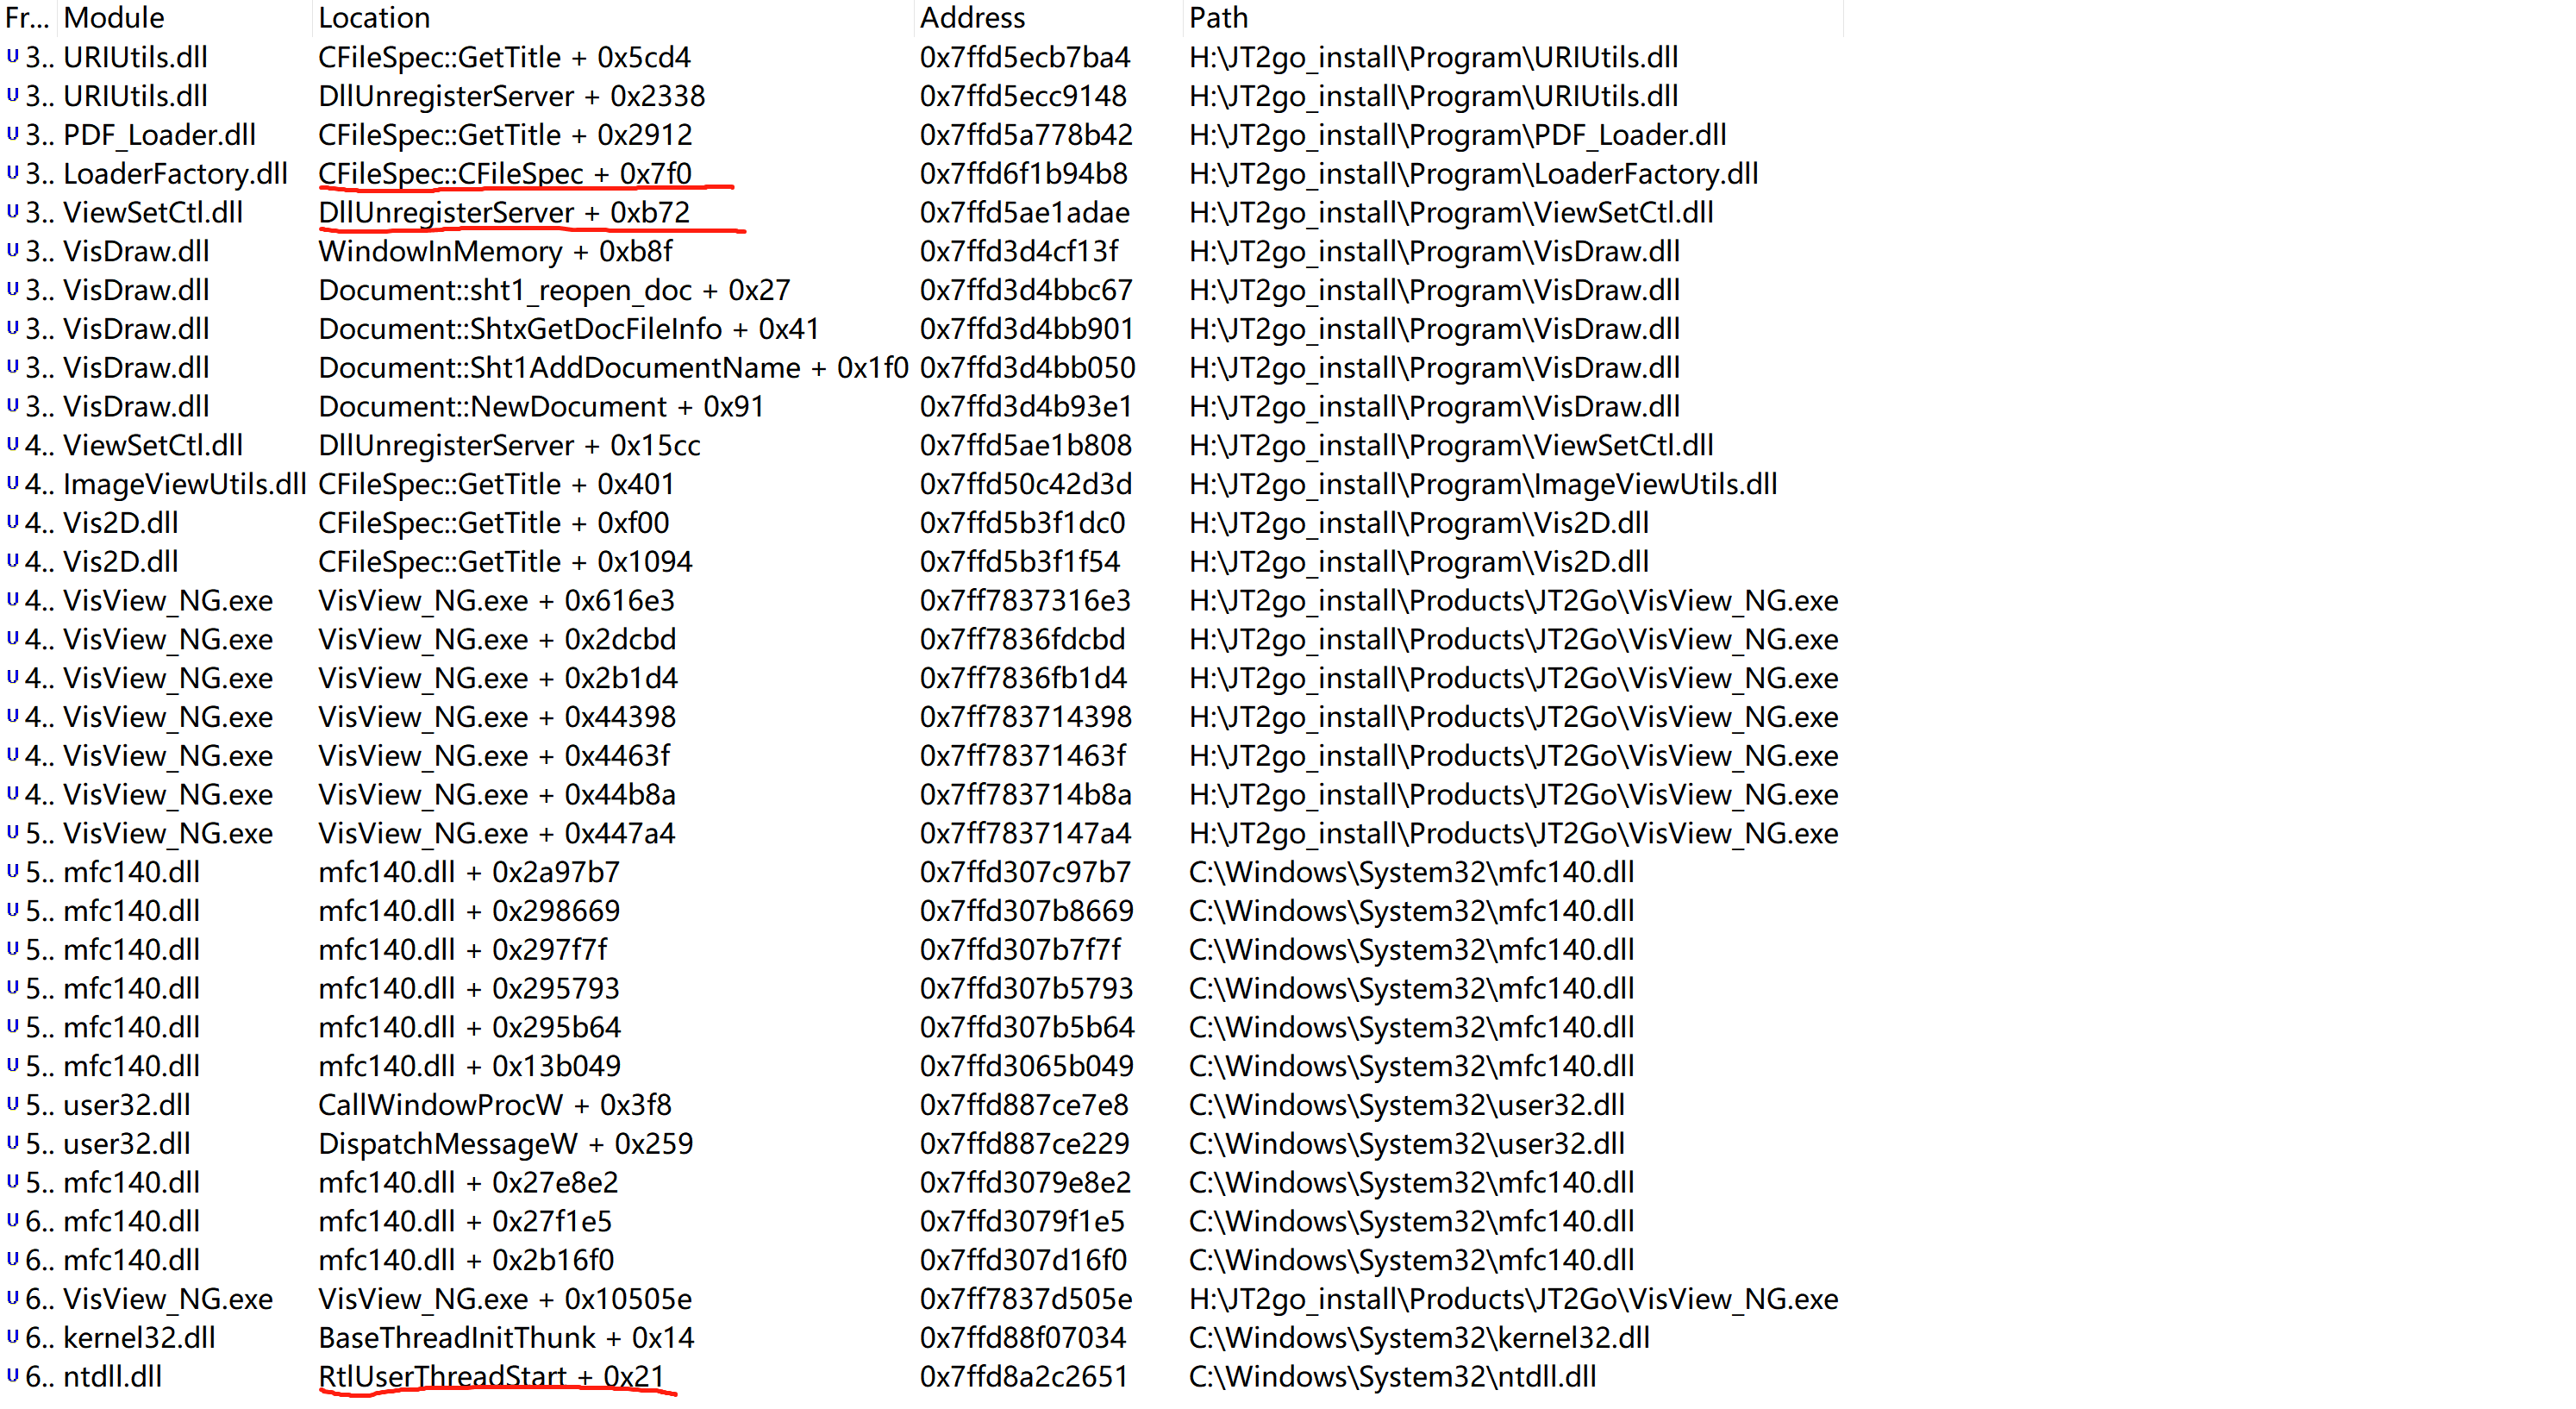 Fr... Module Location Address Path
U 3.. URIUtils.dll CFileSpec::GetTitle + 0x5cd4 0x7ffd5ecb7ba4 H:\JT2go_install\Program\URIUtils.dll
U 3.. URIUtils.dll DllUnregisterServer + 0x2338 0x7ffd5ecc9148 H:\JT2go_install\Program\URIUtils.dll
U 3.. PDF_Loader.dll CFileSpec::GetTitle + 0x2912 0x7ffd5a778b42 H:\JT2go_install\Program\PDF_Loader.dll
U 3.. LoaderFactory.dll CFileSpec::CFileSpec + 0x7f0 0x7ffd6f1b94b8 H:\JT2go_install\Program\LoaderFactory.dll
U 3.. ViewSetCtl.dll DllUnregisterServer + 0xb72 0x7ffd5ae1adae H:\JT2go_install\Program\ViewSetCtl.dll
U 3.. VisDraw.dll WindowInMemory + 0xb8f 0x7ffd3d4cf13f H:\JT2go_install\Program\VisDraw.dll
U 3.. VisDraw.dll Document::sht1_reopen_doc + 0x27 0x7ffd3d4bbc67 H:\JT2go_install\Program\VisDraw.dll
U 3.. VisDraw.dll Document::ShtxGetDocFileInfo + 0x41 0x7ffd3d4bb901 H:\JT2go_install\Program\VisDraw.dll
U 3.. VisDraw.dll Document::Sht1AddDocumentName + 0x1f0 0x7ffd3d4bb050 H:\JT2go_install\Program\VisDraw.dll
U 3.. VisDraw.dll Document::NewDocument + 0x91 0x7ffd3d4b93e1 H:\JT2go_install\Program\VisDraw.dll
U 4.. ViewSetCtl.dll DllUnregisterServer + 0x15cc 0x7ffd5ae1b808 H:\JT2go_install\Program\ViewSetCtl.dll
U 4.. ImageViewUtils.dll CFileSpec::GetTitle + 0x401 0x7ffd50c42d3d H:\JT2go_install\Program\ImageViewUtils.dll
U 4.. Vis2D.dll CFileSpec::GetTitle + 0xf00 0x7ffd5b3f1dc0 H:\JT2go_install\Program\Vis2D.dll
U 4.. Vis2D.dll CFileSpec::GetTitle + 0x1094 0x7ffd5b3f1f54 H:\JT2go_install\Program\Vis2D.dll
U 4.. VisView_NG.exe VisView_NG.exe + 0x616e3 0x7ff7837316e3 H:\JT2go_install\Products\JT2Go\VisView_NG.exe
U 4.. VisView_NG.exe VisView_NG.exe + 0x2dcbd 0x7ff7836fdcbd H:\JT2go_install\Products\JT2Go\VisView_NG.exe
U 4.. VisView_NG.exe VisView_NG.exe + 0x2b1d4 0x7ff7836fb1d4 H:\JT2go_install\Products\JT2Go\VisView_NG.exe
U 4.. VisView_NG.exe VisView_NG.exe + 0x44398 0x7ff783714398 H:\JT2go_install\Products\JT2Go\VisView_NG.exe
U 4.. VisView_NG.exe VisView_NG.exe + 0x4463f 0x7ff78371463f H:\JT2go_install\Products\JT2Go\VisView_NG.exe
U 4.. VisView_NG.exe VisView_NG.exe + 0x44b8a 0x7ff783714b8a H:\JT2go_install\Products\JT2Go\VisView_NG.exe
U 5.. VisView_NG.exe VisView_NG.exe + 0x447a4 0x7ff7837147a4 H:\JT2go_install\Products\JT2Go\VisView_NG.exe
U 5.. mfc140.dll mfc140.dll + 0x2a97b7 0x7ffd307c97b7 C:\Windows\System32\mfc140.dll
U 5.. mfc140.dll mfc140.dll + 0x298669 0x7ffd307b8669 C:\Windows\System32\mfc140.dll
U 5.. mfc140.dll mfc140.dll + 0x297f7f 0x7ffd307b7f7f C:\Windows\System32\mfc140.dll
U 5.. mfc140.dll mfc140.dll + 0x295793 0x7ffd307b5793 C:\Windows\System32\mfc140.dll
U 5.. mfc140.dll mfc140.dll + 0x295b64 0x7ffd307b5b64 C:\Windows\System32\mfc140.dll
U 5.. mfc140.dll mfc140.dll + 0x13b049 0x7ffd3065b049 C:\Windows\System32\mfc140.dll
U 5.. user32.dll CallWindowProcW + 0x3f8 0x7ffd887ce7e8 C:\Windows\System32\user32.dll
U 5.. user32.dll DispatchMessageW + 0x259 0x7ffd887ce229 C:\Windows\System32\user32.dll
U 5.. mfc140.dll mfc140.dll + 0x27e8e2 0x7ffd3079e8e2 C:\Windows\System32\mfc140.dll
U 6.. mfc140.dll mfc140.dll + 0x27f1e5 0x7ffd3079f1e5 C:\Windows\System32\mfc140.dll
U 6.. mfc140.dll mfc140.dll + 0x2b16f0 0x7ffd307d16f0 C:\Windows\System32\mfc140.dll
U 6.. VisView_NG.exe VisView_NG.exe + 0x10505e 0x7ff7837d505e H:\JT2go_install\Products\JT2Go\VisView_NG.exe
U 6.. kernel32.dll BaseThreadInitThunk + 0x14 0x7ffd88f07034 C:\Windows\System32\kernel32.dll
U 6.. ntdll.dll RtlUserThreadStart + 0x21 0x7ffd8a2c2651 C:\Windows\System32\ntdll.dll